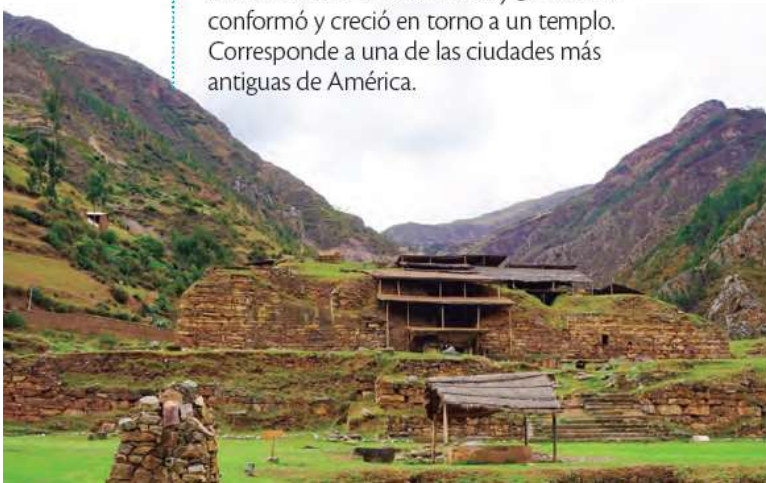 conformó y creció en torno a un templo.
Corresponde a una de las ciudades más
antiguas de América.